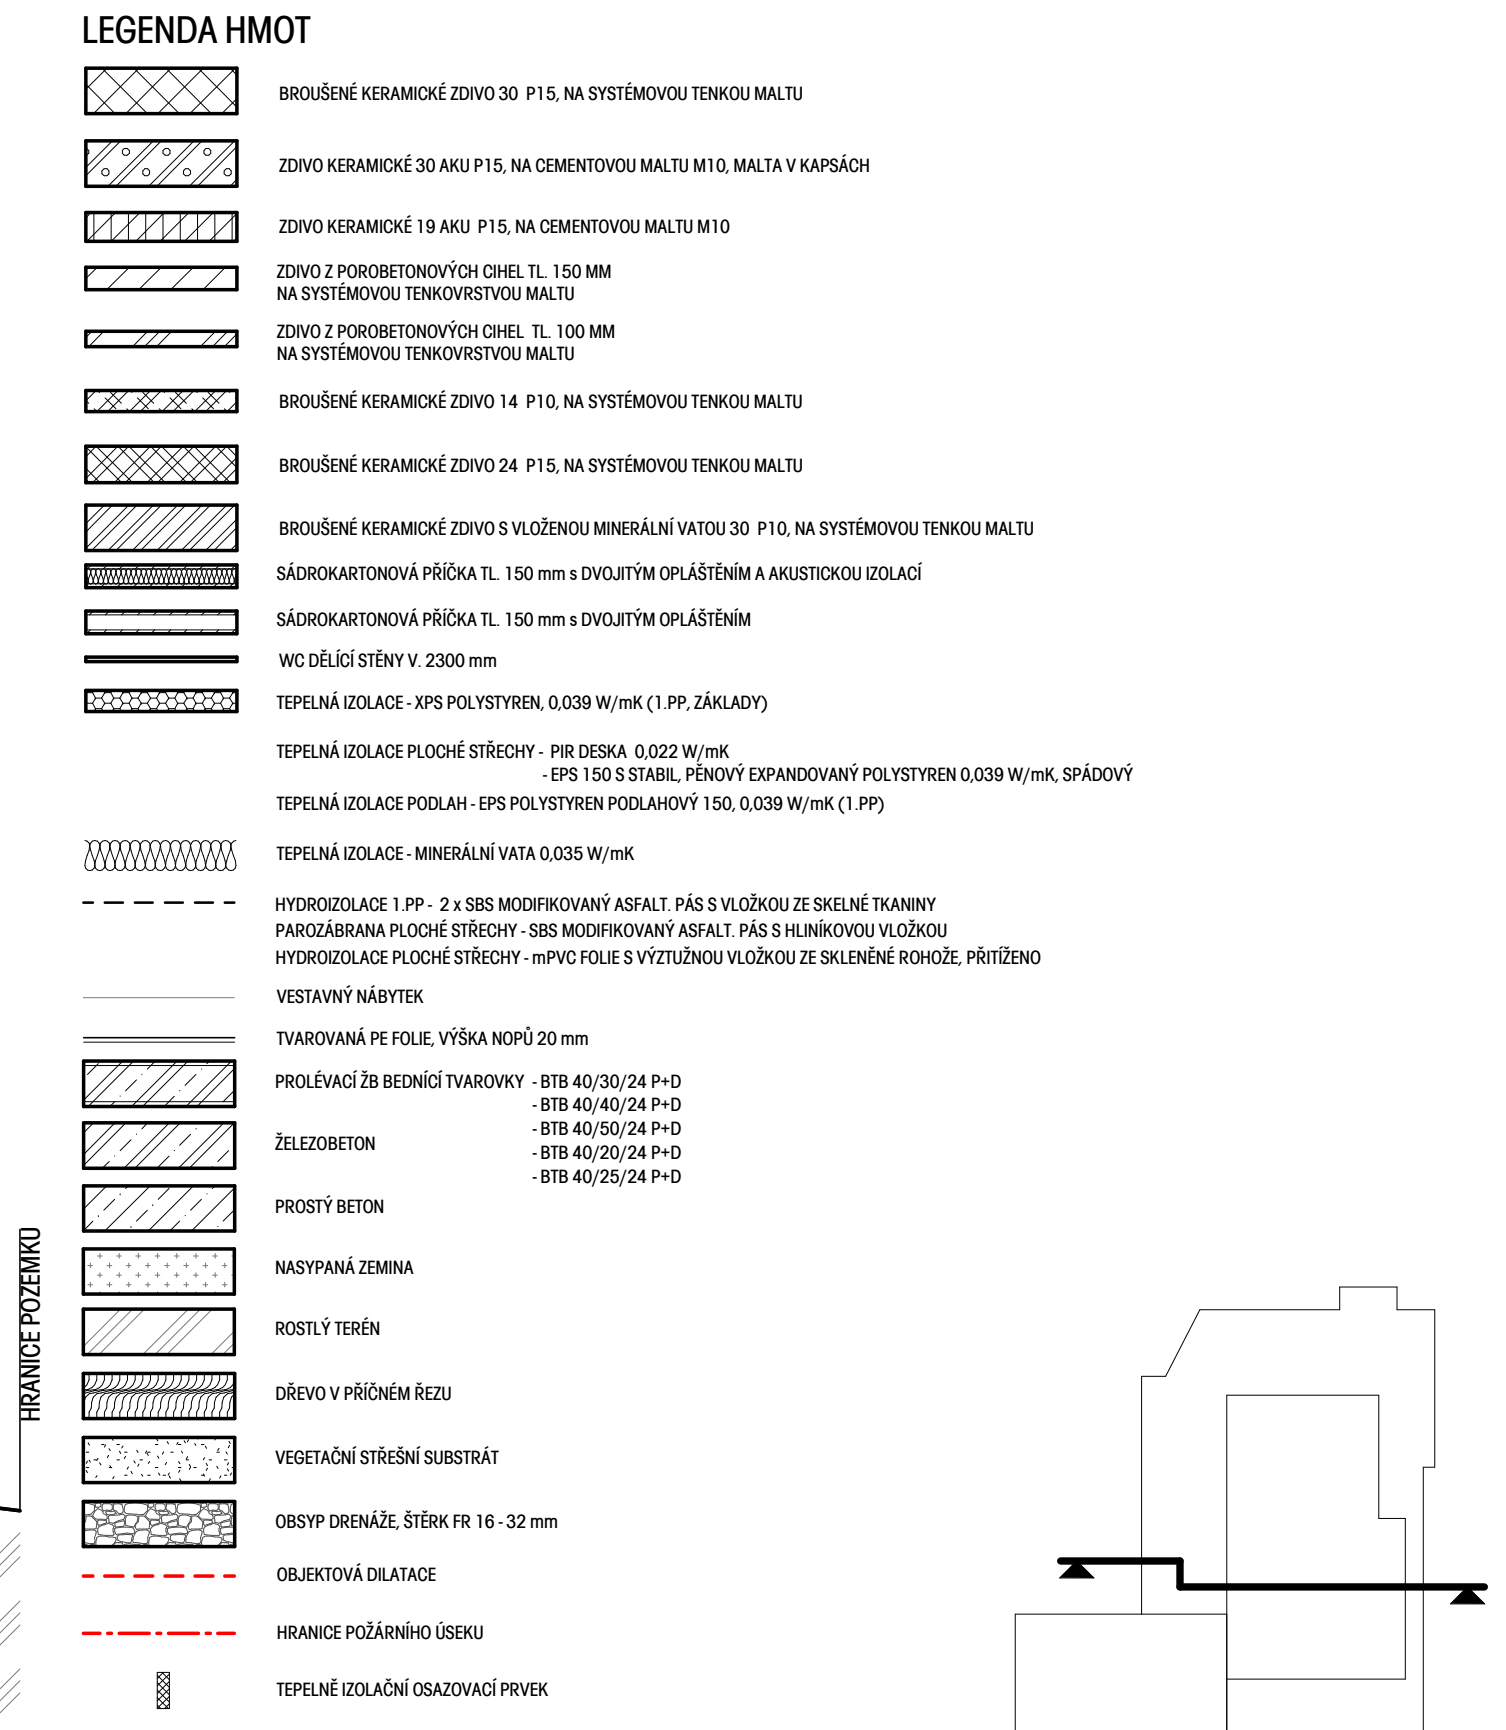 LEGENDA HMOT
BROUŠENÉ KERAMICKÉ ZDIVO 30 P15, NA SYSTÉMOVOU TENKOU MALTU
ZDIVO KERAMICKÉ 30 AKU P15, NA CEMENTOVOU MALTU M10, MALTA V KAPSÁCH
ZDIVO KERAMICKÉ 19 AKU P15, NA CEMENTOVOU MALTU M10
ZDIVO Z POROBETONOVÝCH CIHEL TL. 150 MM
NA SYSTÉMOVOU TENKOVRSTVOU MALTU
ZDIVO Z POROBETONOVÝCH CIHEL TL. 100 MM
NA SYSTÉMOVOU TENKOVRSTVOU MALTU
BROUŠENÉ KERAMICKÉ ZDIVO 14 P10, NA SYSTÉMOVOU TENKOU MALTU
BROUŠENÉ KERAMICKÉ ZDIVO 24 P15, NA SYSTÉMOVOU TENKOU MALTU
BROUŠENÉ KERAMICKÉ ZDIVO S VLOŽENOU MINERÁLNÍ VATOU 30 P10, NA SYSTÉMOVOU TENKOU MALTU
SÁDROKARTONOVÁ PŘÍČKA TL. 150 mm s DVOJITÝM OPLÁŠTĚNÍM A AKUSTICKOU IZOLACÍ
SÁDROKARTONOVÁ PŘÍČKA TL. 150 mm s DVOJITÝM OPLÁŠTĚNÍM
WC DĚLÍCÍ STĚNY V. 2300 mm
TEPELNÁ IZOLACE - XPS POLYSTYREN, 0,039 W/mK (1.PP, ZÁKLADY)
TEPELNÁ IZOLACE PLOCHÉ STŘECHY - PIR DESKA 0,022 W/mK
- EPS 150 S STABIL, PĚNOVÝ EXPANDOVANÝ POLYSTYREN 0,039 W/mK, SPÁDOVÝ
TEPELNÁ IZOLACE PODLAH - EPS POLYSTYREN PODLAHOVÝ 150, 0,039 W/mK (1.PP)
TEPELNÁ IZOLACE - MINERÁLNÍ VATA 0,035 W/mK
HYDROIZOLACE 1.PP - 2 x SBS MODIFIKOVANÝ ASFALT. PÁS S VLOŽKOU ZE SKELNÉ TKANINY
PAROZÁBRANA PLOCHÉ STŘECHY - SBS MODIFIKOVANÝ ASFALT. PÁS S HLINÍKOVOU VLOŽKOU
HYDROIZOLACE PLOCHÉ STŘECHY - mPVC FOLIE S VÝZTUŽNOU VLOŽKOU ZE SKLENĚNÉ ROHOŽE, PŘITÍŽENO
VESTAVNÝ NÁBYTEK
TVAROVANÁ PE FOLIE, VÝŠKA NOPŮ 20 mm
PROLÉVACÍ ŽB BEDNÍCÍ TVAROVKY - BTB 40/30/24 P+D
- BTB 40/40/24 P+D
- BTB 40/50/24 P+D
ŽELEZOBETON
- BTB 40/20/24 P+D
- BTB 40/25/24 P+D
PROSTÝ BETON
NASYPANÁ ZEMINA
ROSTLÝ TERÉN
DŘEVO V PŘÍČNÉM ŘEZU
VEGETAČNÍ STŘEŠNÍ SUBSTRÁT
OBSYP DRENÁŽE, ŠTĚRK FR 16 - 32 mm
OBJEKTOVÁ DILATACE
HRANICE POŽÁRNÍHO ÚSEKU
TEPELNĚ IZOLAČNÍ OSAZOVACÍ PRVEK
HRANICE POZEMKU